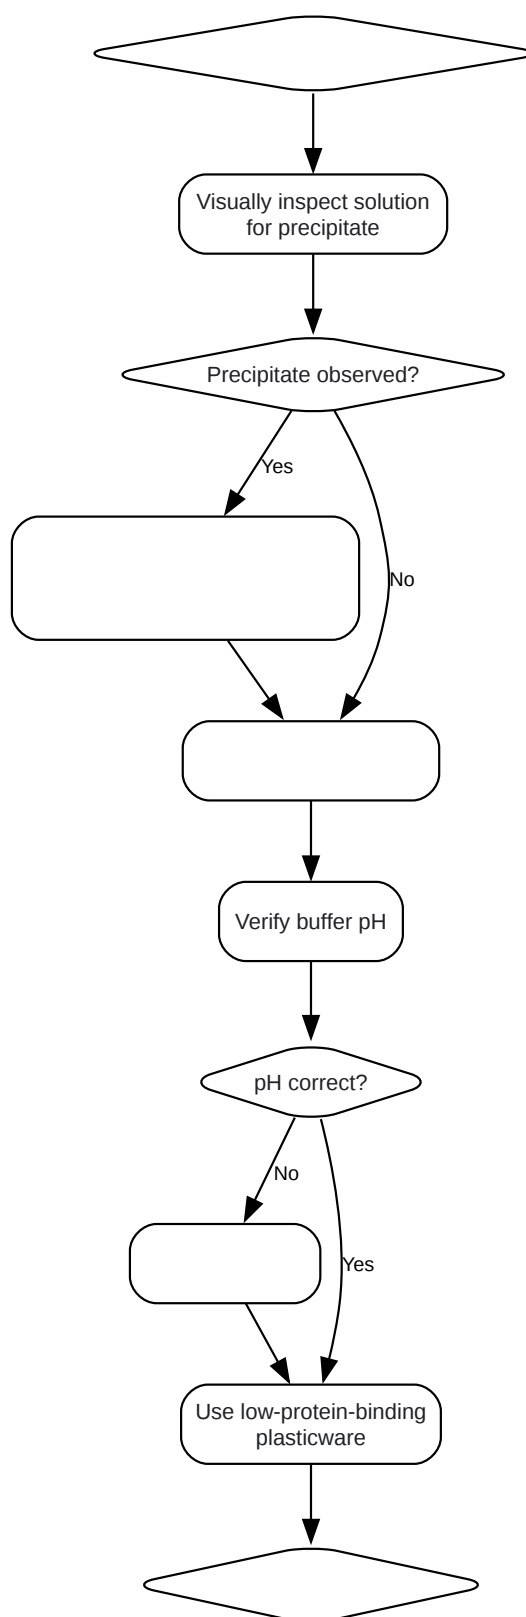 Visually inspect solution
for precipitate
Precipitate observed?
Yes
No
Verify buffer pH
pH correct?
No
Yes
Use low-protein-binding
plasticware